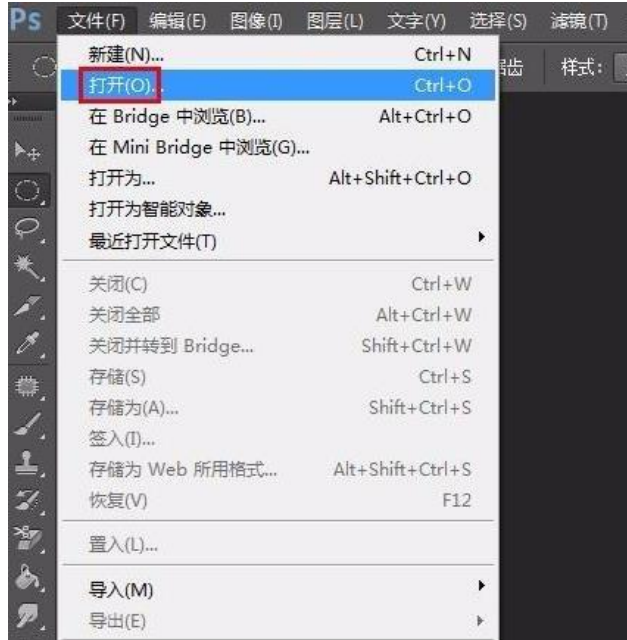 Ps 文件(F) 编辑(E) 图像(I) 图层(L) 文字(Y) 选择(S) 滤镜(T)
新建(N)... Ctrl+N
样式:
打开(O)... Ctrl+O
在 Bridge 中浏览(B)... Alt+Ctrl+O
在 Mini Bridge 中浏览(G)...
打开为... Alt+Shift+Ctrl+O
打开为智能对象...
最近打开文件(T)
关闭(C) Ctrl+W
关闭全部 Alt+Ctrl+W
关闭并转到 Bridge... Shift+Ctrl+W
存储(S) Ctrl+S
存储为(A)... Shift+Ctrl+S
签入(I)...
存储为 Web 所用格式... Alt+Shift+Ctrl+S
恢复(V) F12
置入(L)...
导入(M)
导出(E)